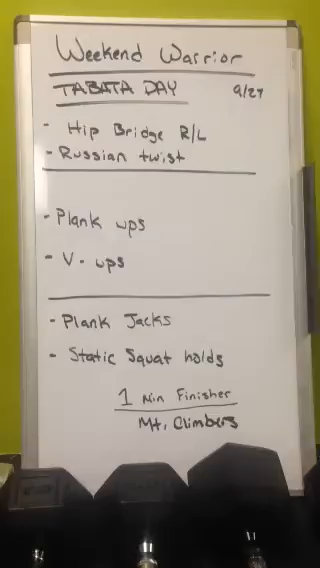 Weekend Warrior
TABATA DAY 9/27
- Hip Bridge R/L
- Russian twist
- Plank ups
- V-ups
- Plank Jacks
- Static Squat holds
1 Min Finisher
Mt. Climbers